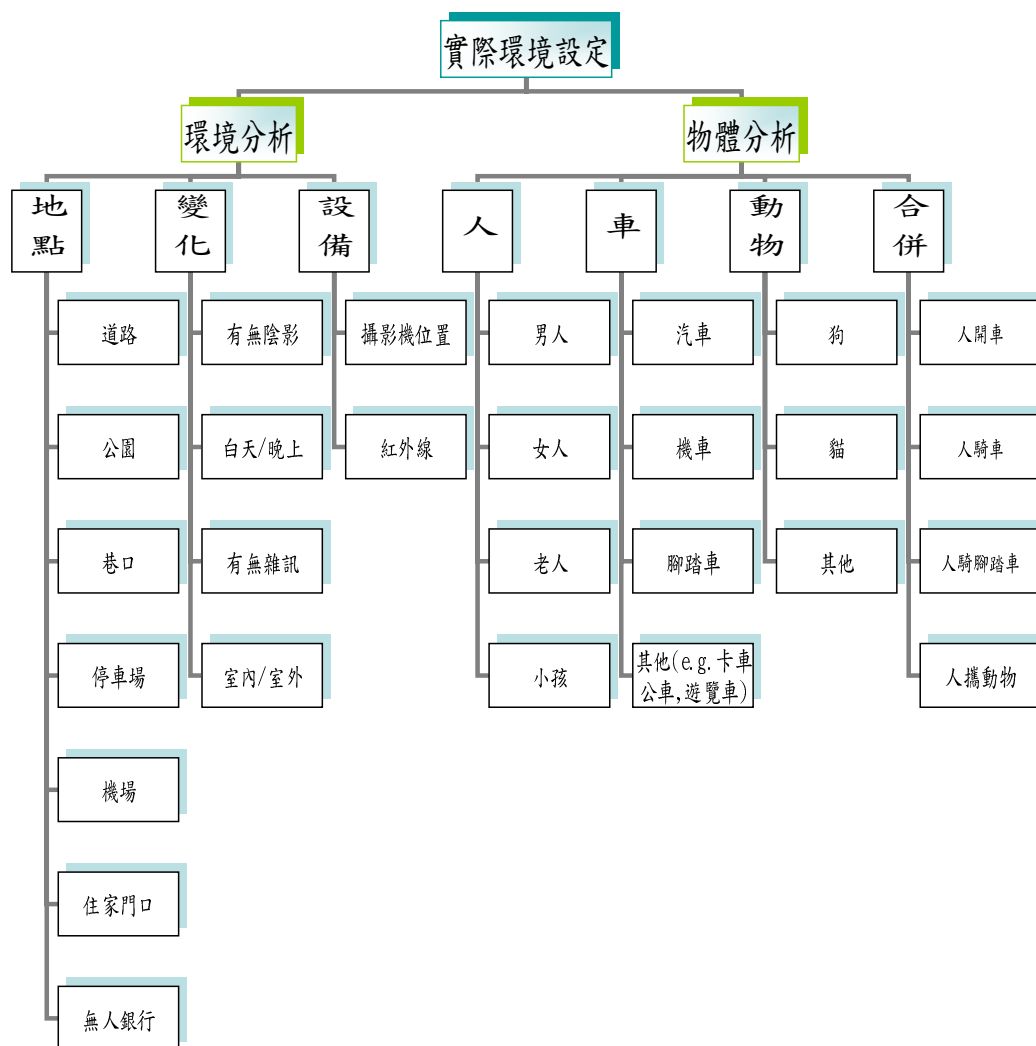 實際環境設定
環境分析
物體分析
地點
變化
設備
人
車
動物
合併
道路
有無陰影
攝影機位置
男人
汽車
狗
人開車
公園
白天/晚上
紅外線
女人
機車
貓
人騎車
巷口
有無雜訊
老人
腳踏車
其他
人騎腳踏車
停車場
室內/室外
小孩
其他(e.g.卡車
公車,遊覽車)
人攜動物
機場
住家門口
無人銀行